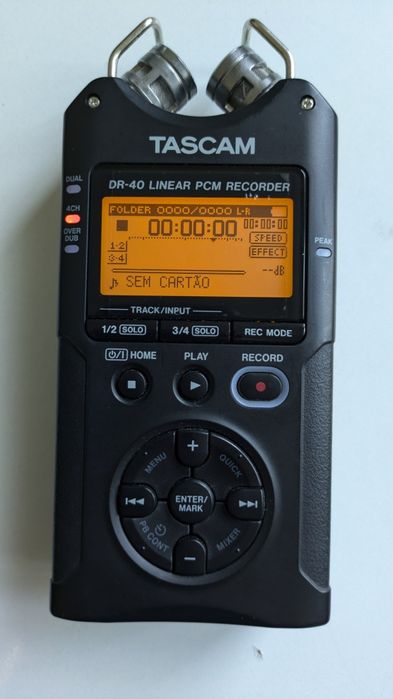 TASCAM
DR-40 LINEAR PCM RECORDER
DUAL
4CH
OVER
DUB
PEAK
FOLDER 0000/0000 L-R
00:00:00 00:00:00
SPEED
1-2
EFFECT
3-4
--dB
SEM CARTÃO
TRACK/INPUT
1/2 SOLO 3/4 SOLO REC MODE
⏻/I HOME PLAY RECORD
+
MENU QUICK
ENTER/
MARK
PB CONT MIXER
−